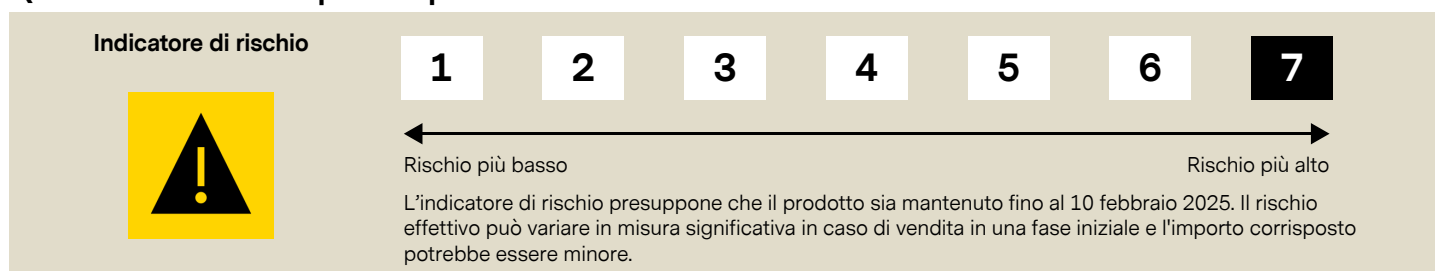 Indicatore di rischio
1 2 3 4 5 6 7
!
Rischio più basso Rischio più alto
L'indicatore di rischio presuppone che il prodotto sia mantenuto fino al 10 febbraio 2025. Il rischio
effettivo può variare in misura significativa in caso di vendita in una fase iniziale e l'importo corrisposto
potrebbe essere minore.